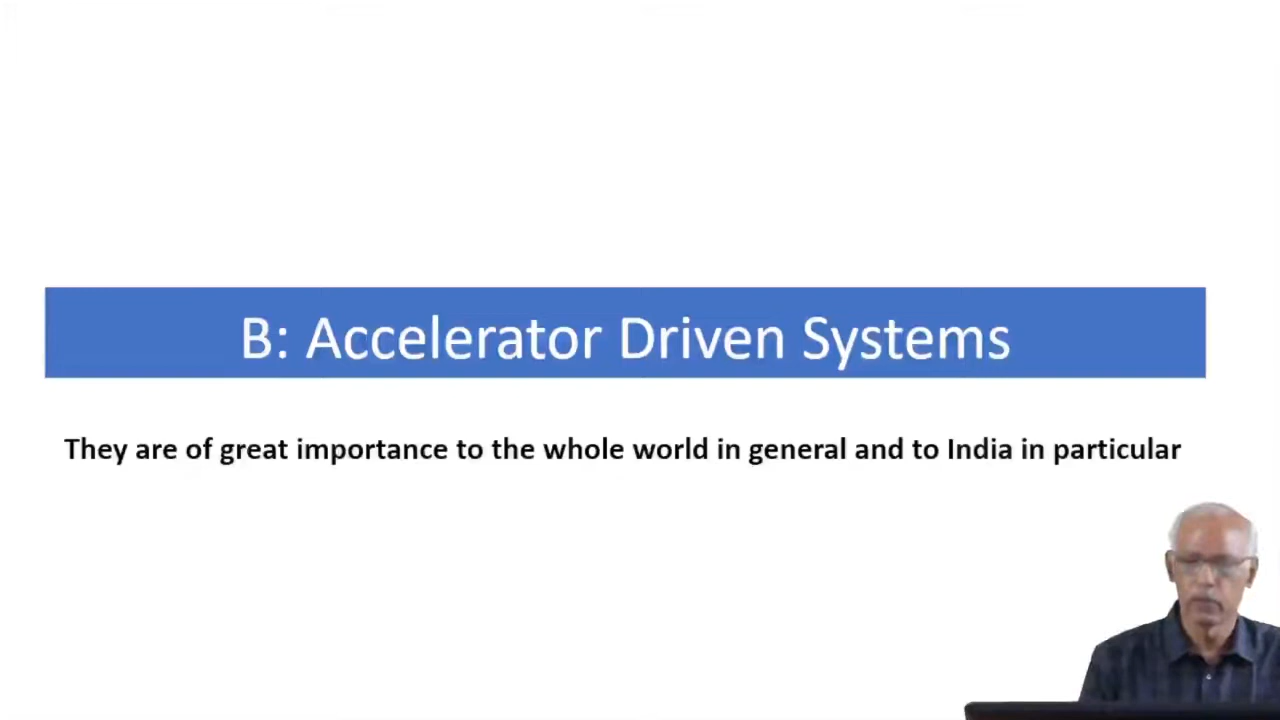 B: Accelerator Driven Systems
They are of great importance to the whole world in general and to India in particular